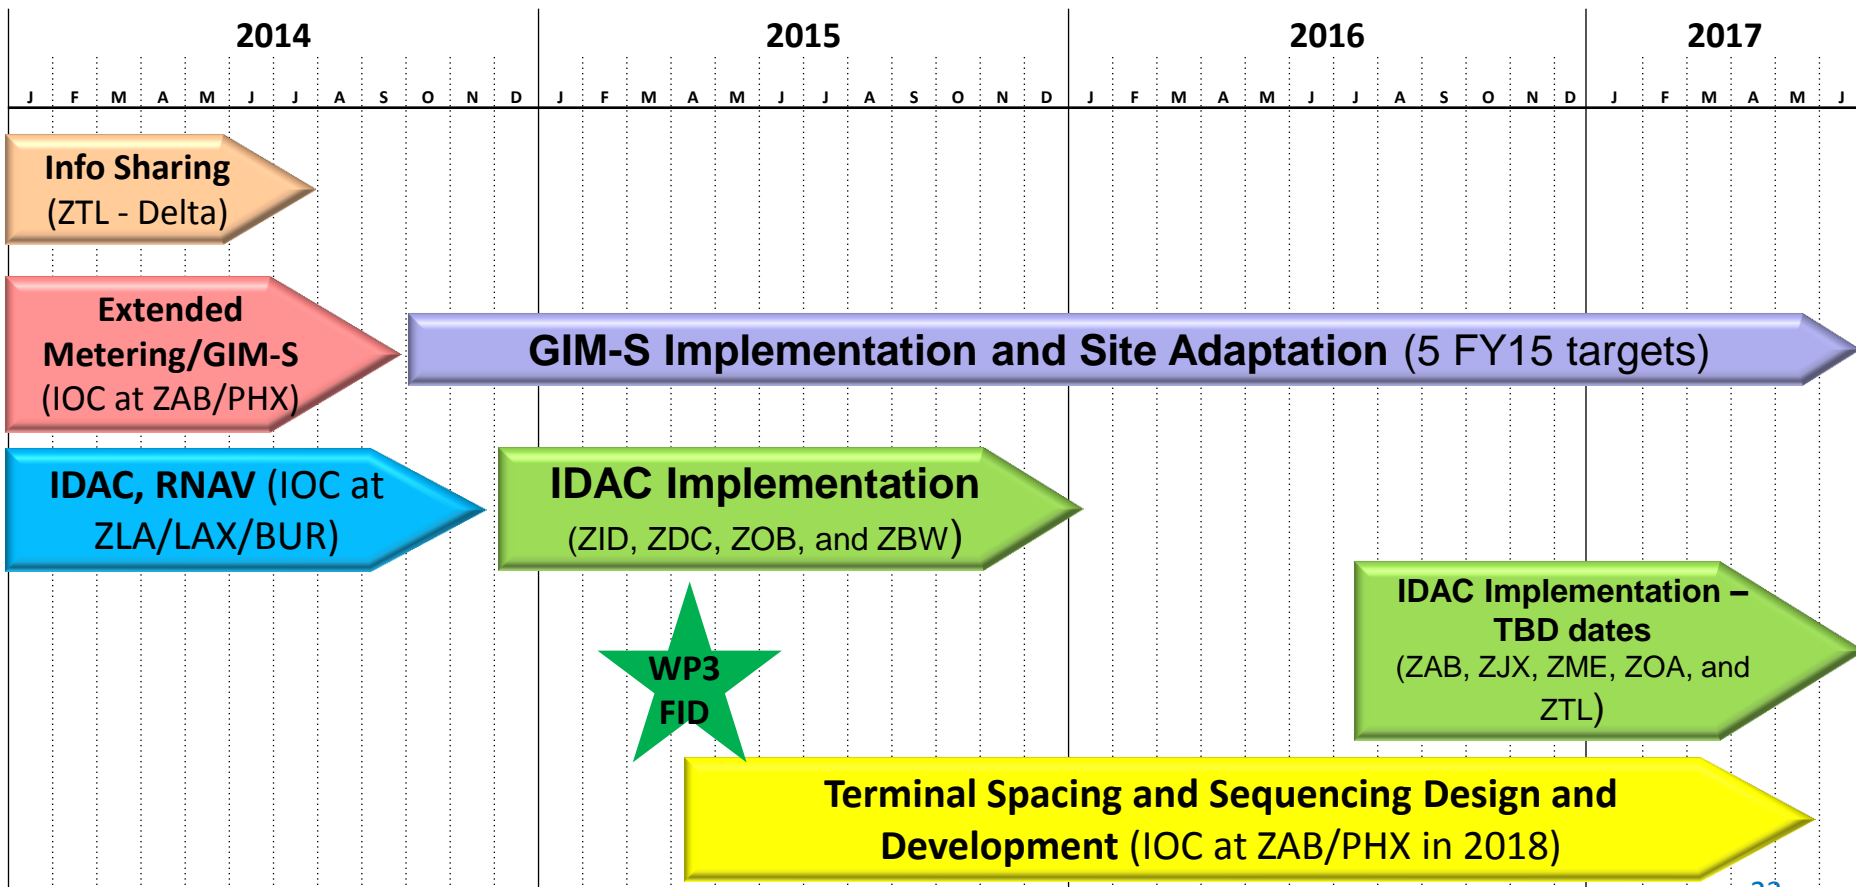 2014 2015 2016 2017
J F M A M J J A S O N D J F M A M J J A S O N D J F M A M J J A S O N D J F M A M J
Info Sharing
(ZTL - Delta)
Extended
Metering/GIM-S
(IOC at ZAB/PHX)
GIM-S Implementation and Site Adaptation (5 FY15 targets)
IDAC, RNAV (IOC at
ZLA/LAX/BUR)
IDAC Implementation
(ZID, ZDC, ZOB, and ZBW)
IDAC Implementation –
TBD dates
(ZAB, ZJX, ZME, ZOA, and
ZTL)
WP3
FID
Terminal Spacing and Sequencing Design and
Development (IOC at ZAB/PHX in 2018)